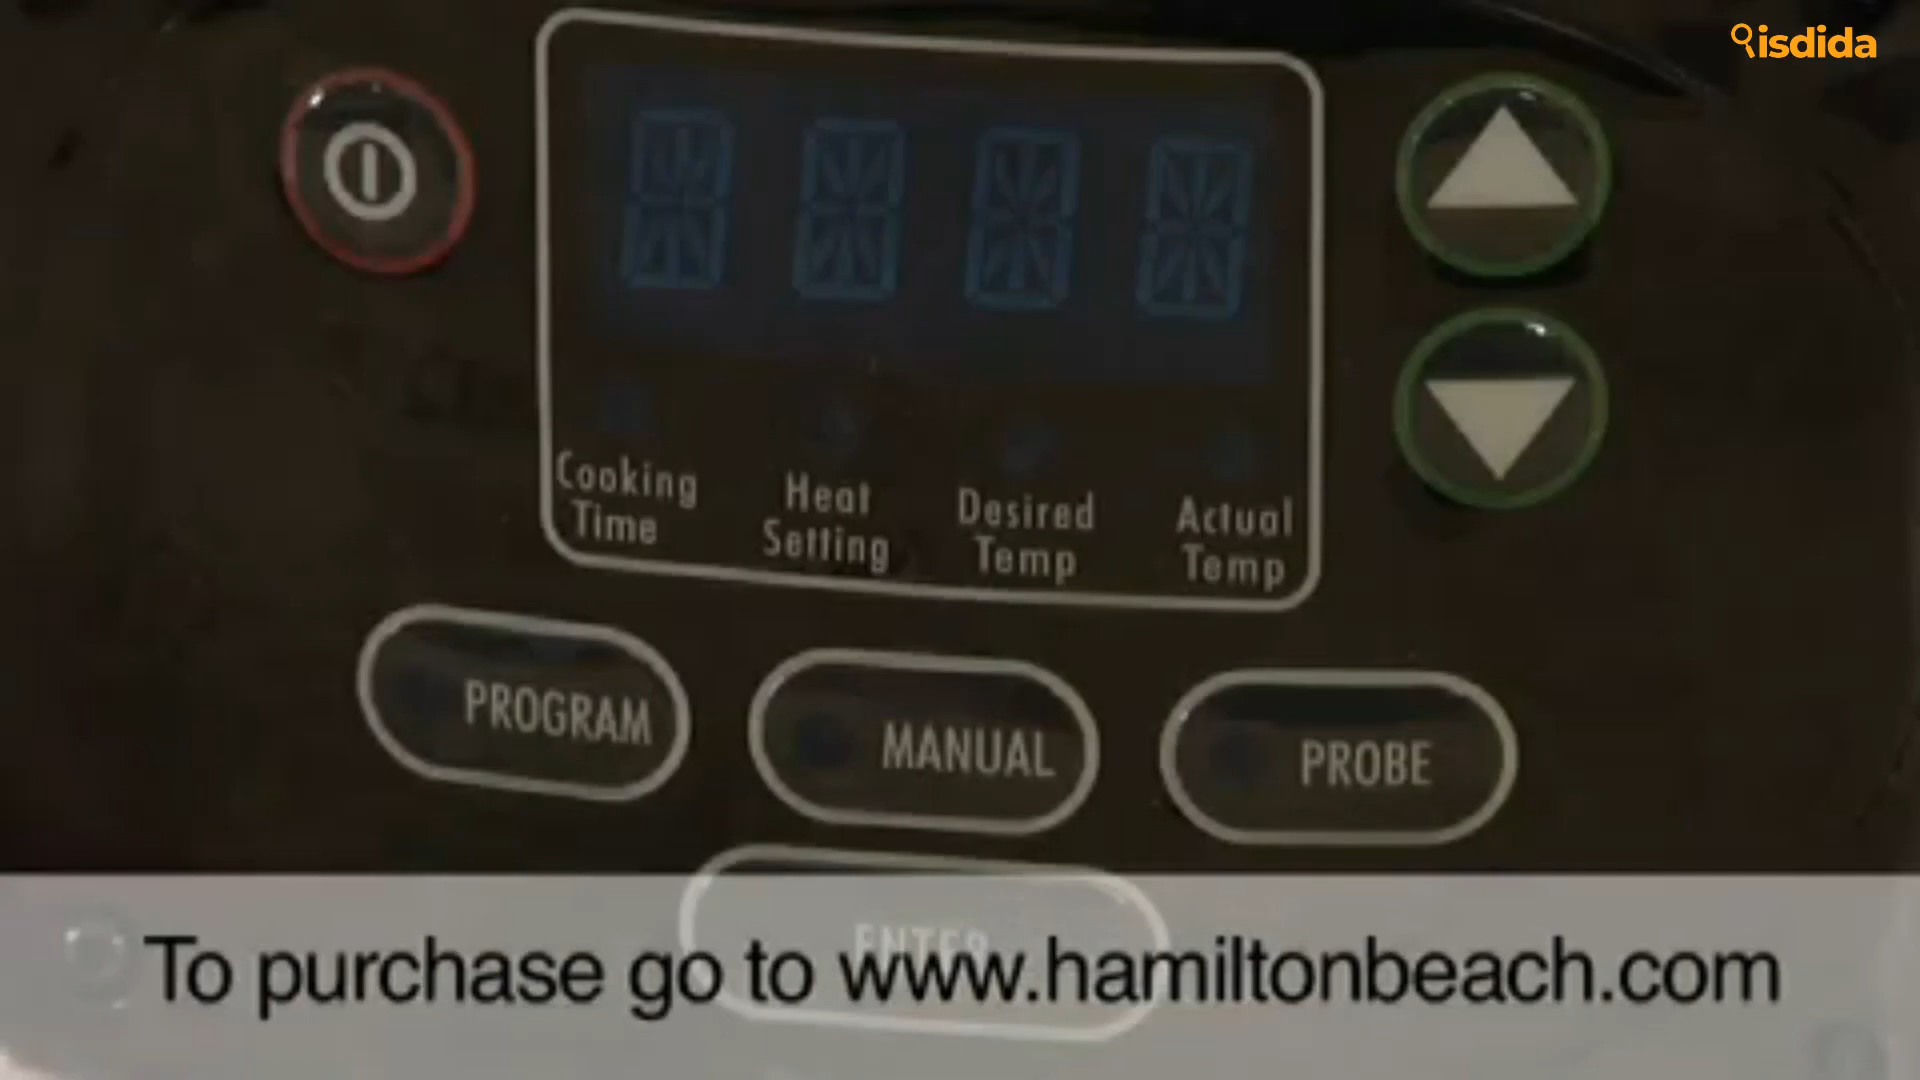 isdida
Cooking
Time
Heat
Setting
Desired
Temp
Actual
Temp
PROGRAM
MANUAL
PROBE
ENTER
To purchase go to www.hamiltonbeach.com